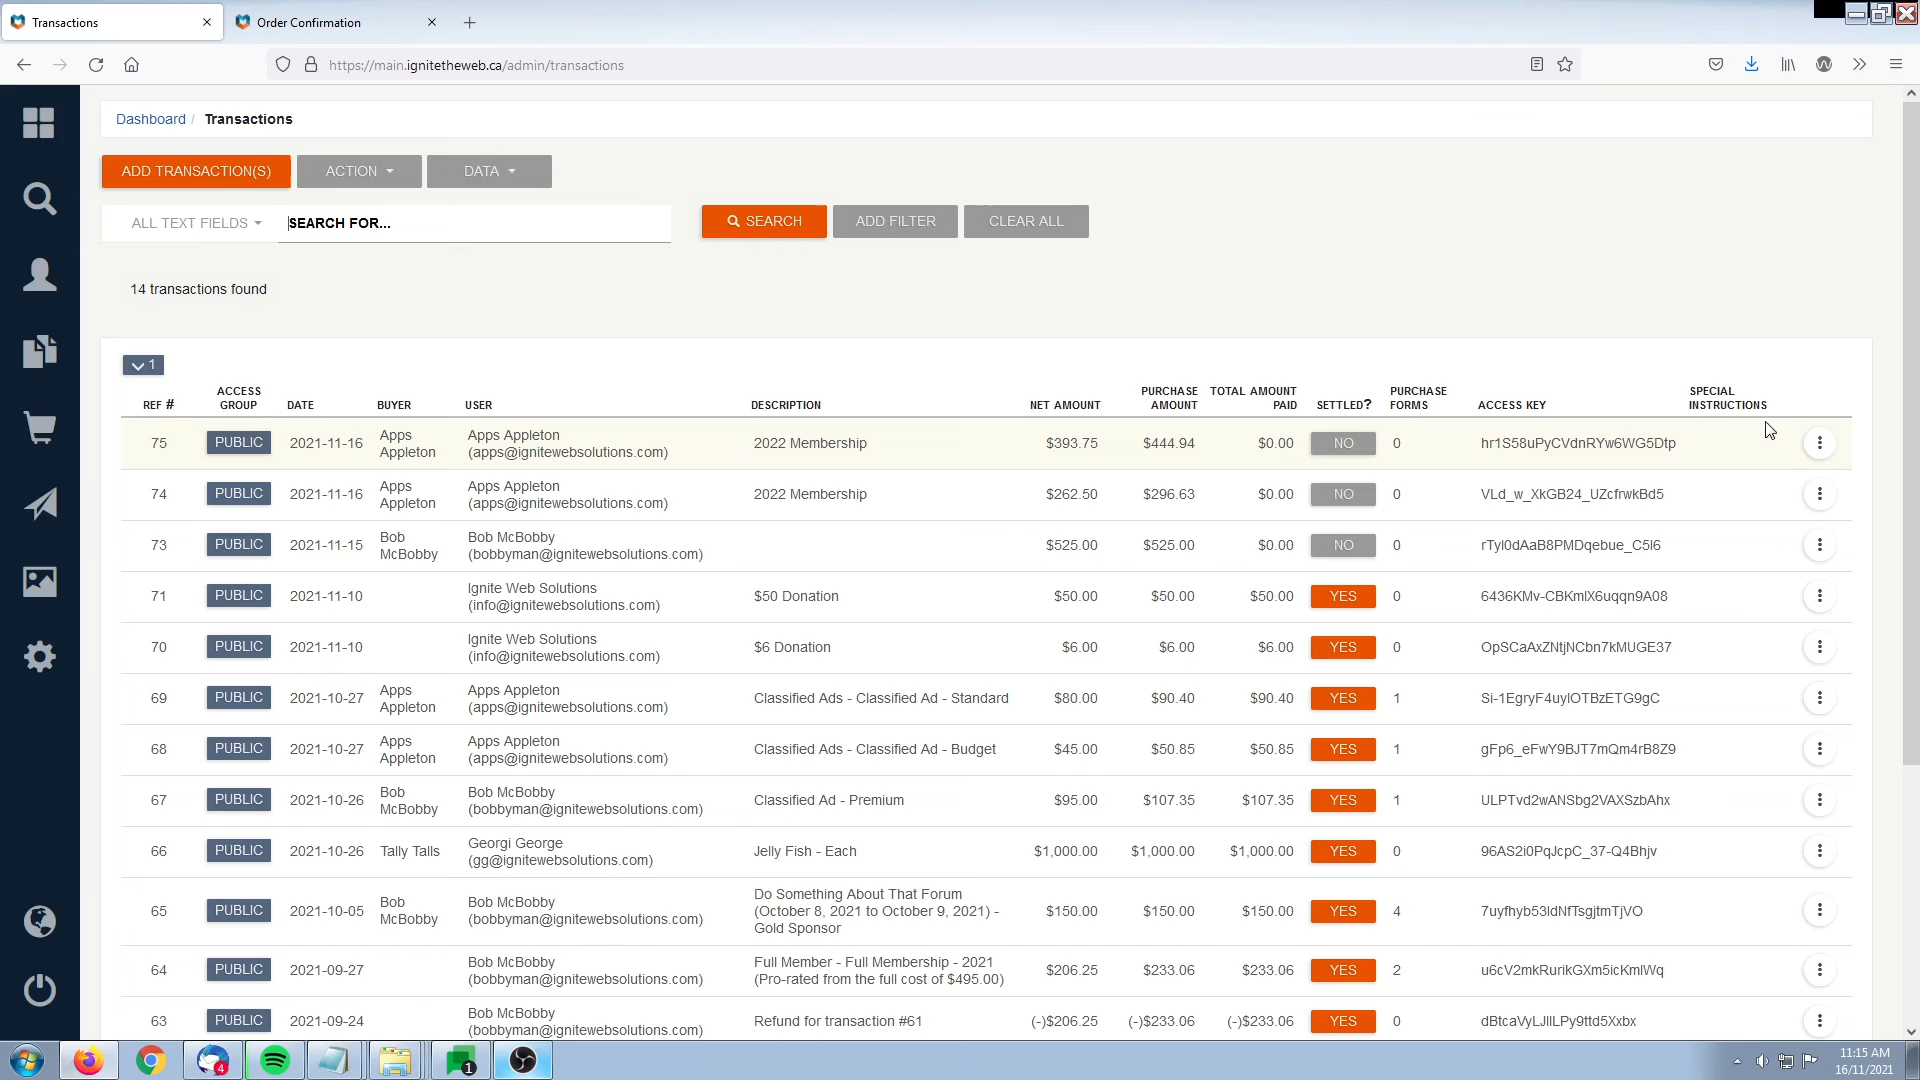 Transactions
Order Confirmation
https://main.ignitetheweb.ca/admin/transactions
Dashboard / Transactions
ADD TRANSACTION(S)
ACTION
DATA
ALL TEXT FIELDS
SEARCH FOR...
SEARCH
ADD FILTER
CLEAR ALL
14 transactions found
1
REF # ACCESS GROUP DATE BUYER USER DESCRIPTION NET AMOUNT PURCHASE AMOUNT TOTAL AMOUNT PAID SETTLED? PURCHASE FORMS ACCESS KEY SPECIAL INSTRUCTIONS
75 PUBLIC 2021-11-16 Apps Appleton Apps Appleton (apps@ignitewebsolutions.com) 2022 Membership $393.75 $444.94 $0.00 NO 0 hr1S58uPyCVdnRYw6WG5Dtp
74 PUBLIC 2021-11-16 Apps Appleton Apps Appleton (apps@ignitewebsolutions.com) 2022 Membership $262.50 $296.63 $0.00 NO 0 VLd_w_XkGB24_UZcfrwkBd5
73 PUBLIC 2021-11-15 Bob McBobby Bob McBobby (bobbyman@ignitewebsolutions.com) $525.00 $525.00 $0.00 NO 0 rTyl0dAaB8PMDqebue_C5l6
71 PUBLIC 2021-11-10 Ignite Web Solutions (info@ignitewebsolutions.com) $50 Donation $50.00 $50.00 $50.00 YES 0 6436KMv-CBKmlX6uqqn9A08
70 PUBLIC 2021-11-10 Ignite Web Solutions (info@ignitewebsolutions.com) $6 Donation $6.00 $6.00 $6.00 YES 0 OpSCaAxZNtjNCbn7kMUGE37
69 PUBLIC 2021-10-27 Apps Appleton Apps Appleton (apps@ignitewebsolutions.com) Classified Ads - Classified Ad - Standard $80.00 $90.40 $90.40 YES 1 Si-1EgryF4uylOTBzETG9gC
68 PUBLIC 2021-10-27 Apps Appleton Apps Appleton (apps@ignitewebsolutions.com) Classified Ads - Classified Ad - Budget $45.00 $50.85 $50.85 YES 1 gFp6_eFwY9BJT7mQm4rB8Z9
67 PUBLIC 2021-10-26 Bob McBobby Bob McBobby (bobbyman@ignitewebsolutions.com) Classified Ad - Premium $95.00 $107.35 $107.35 YES 1 ULPTvd2wANSbg2VAXSzbAhx
66 PUBLIC 2021-10-26 Tally Talls Georgi George (gg@ignitewebsolutions.com) Jelly Fish - Each $1,000.00 $1,000.00 $1,000.00 YES 0 96AS2i0PqJcpC_37-Q4Bhjv
65 PUBLIC 2021-10-05 Bob McBobby Bob McBobby (bobbyman@ignitewebsolutions.com) Do Something About That Forum (October 8, 2021 to October 9, 2021) - Gold Sponsor $150.00 $150.00 $150.00 YES 4 7uyfhyb53ldNfTsgjtmTjVO
64 PUBLIC 2021-09-27 Bob McBobby (bobbyman@ignitewebsolutions.com) Full Member - Full Membership - 2021 (Pro-rated from the full cost of $495.00) $206.25 $233.06 $233.06 YES 2 u6cV2mkRurikGXm5icKmlWq
63 PUBLIC 2021-09-24 Bob McBobby (bobbyman@ignitewebsolutions.com) Refund for transaction #61 (-)$206.25 (-)$233.06 (-)$233.06 YES 0 dBtcaVyLJllLPy9ttd5Xxbx
4
1
11:15 AM
16/11/2021